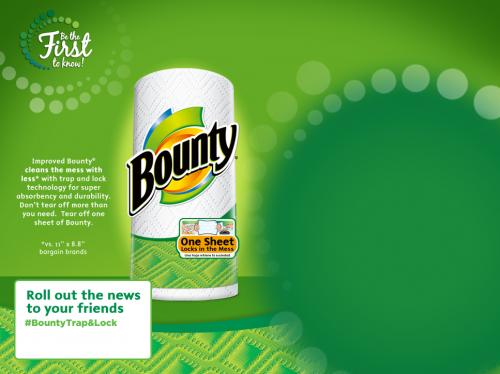 Be the
First
to know!
Improved Bounty®
cleans the mess with
less* with trap and lock
technology for super
absorbency and durability.
Don't tear off more than
you need. Tear off one
sheet of Bounty.
*vs. 11" x 8.8"
bargain brands
Bounty
One Sheet
Locks in the Mess
Roll out the news
to your friends
#BountyTrap&Lock